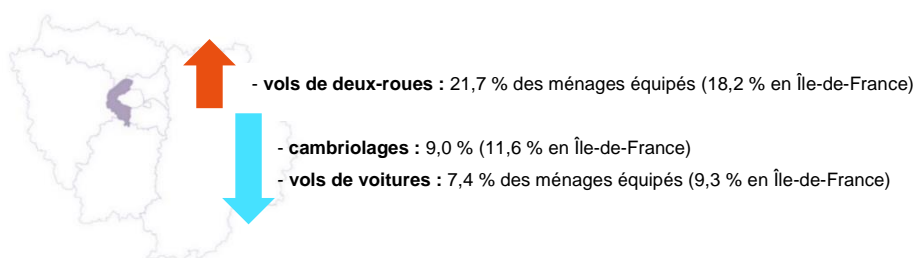 - vols de deux-roues : 21,7 % des ménages équipés (18,2 % en Île-de-France)
- cambriolages : 9,0 % (11,6 % en Île-de-France)
- vols de voitures : 7,4 % des ménages équipés (9,3 % en Île-de-France)